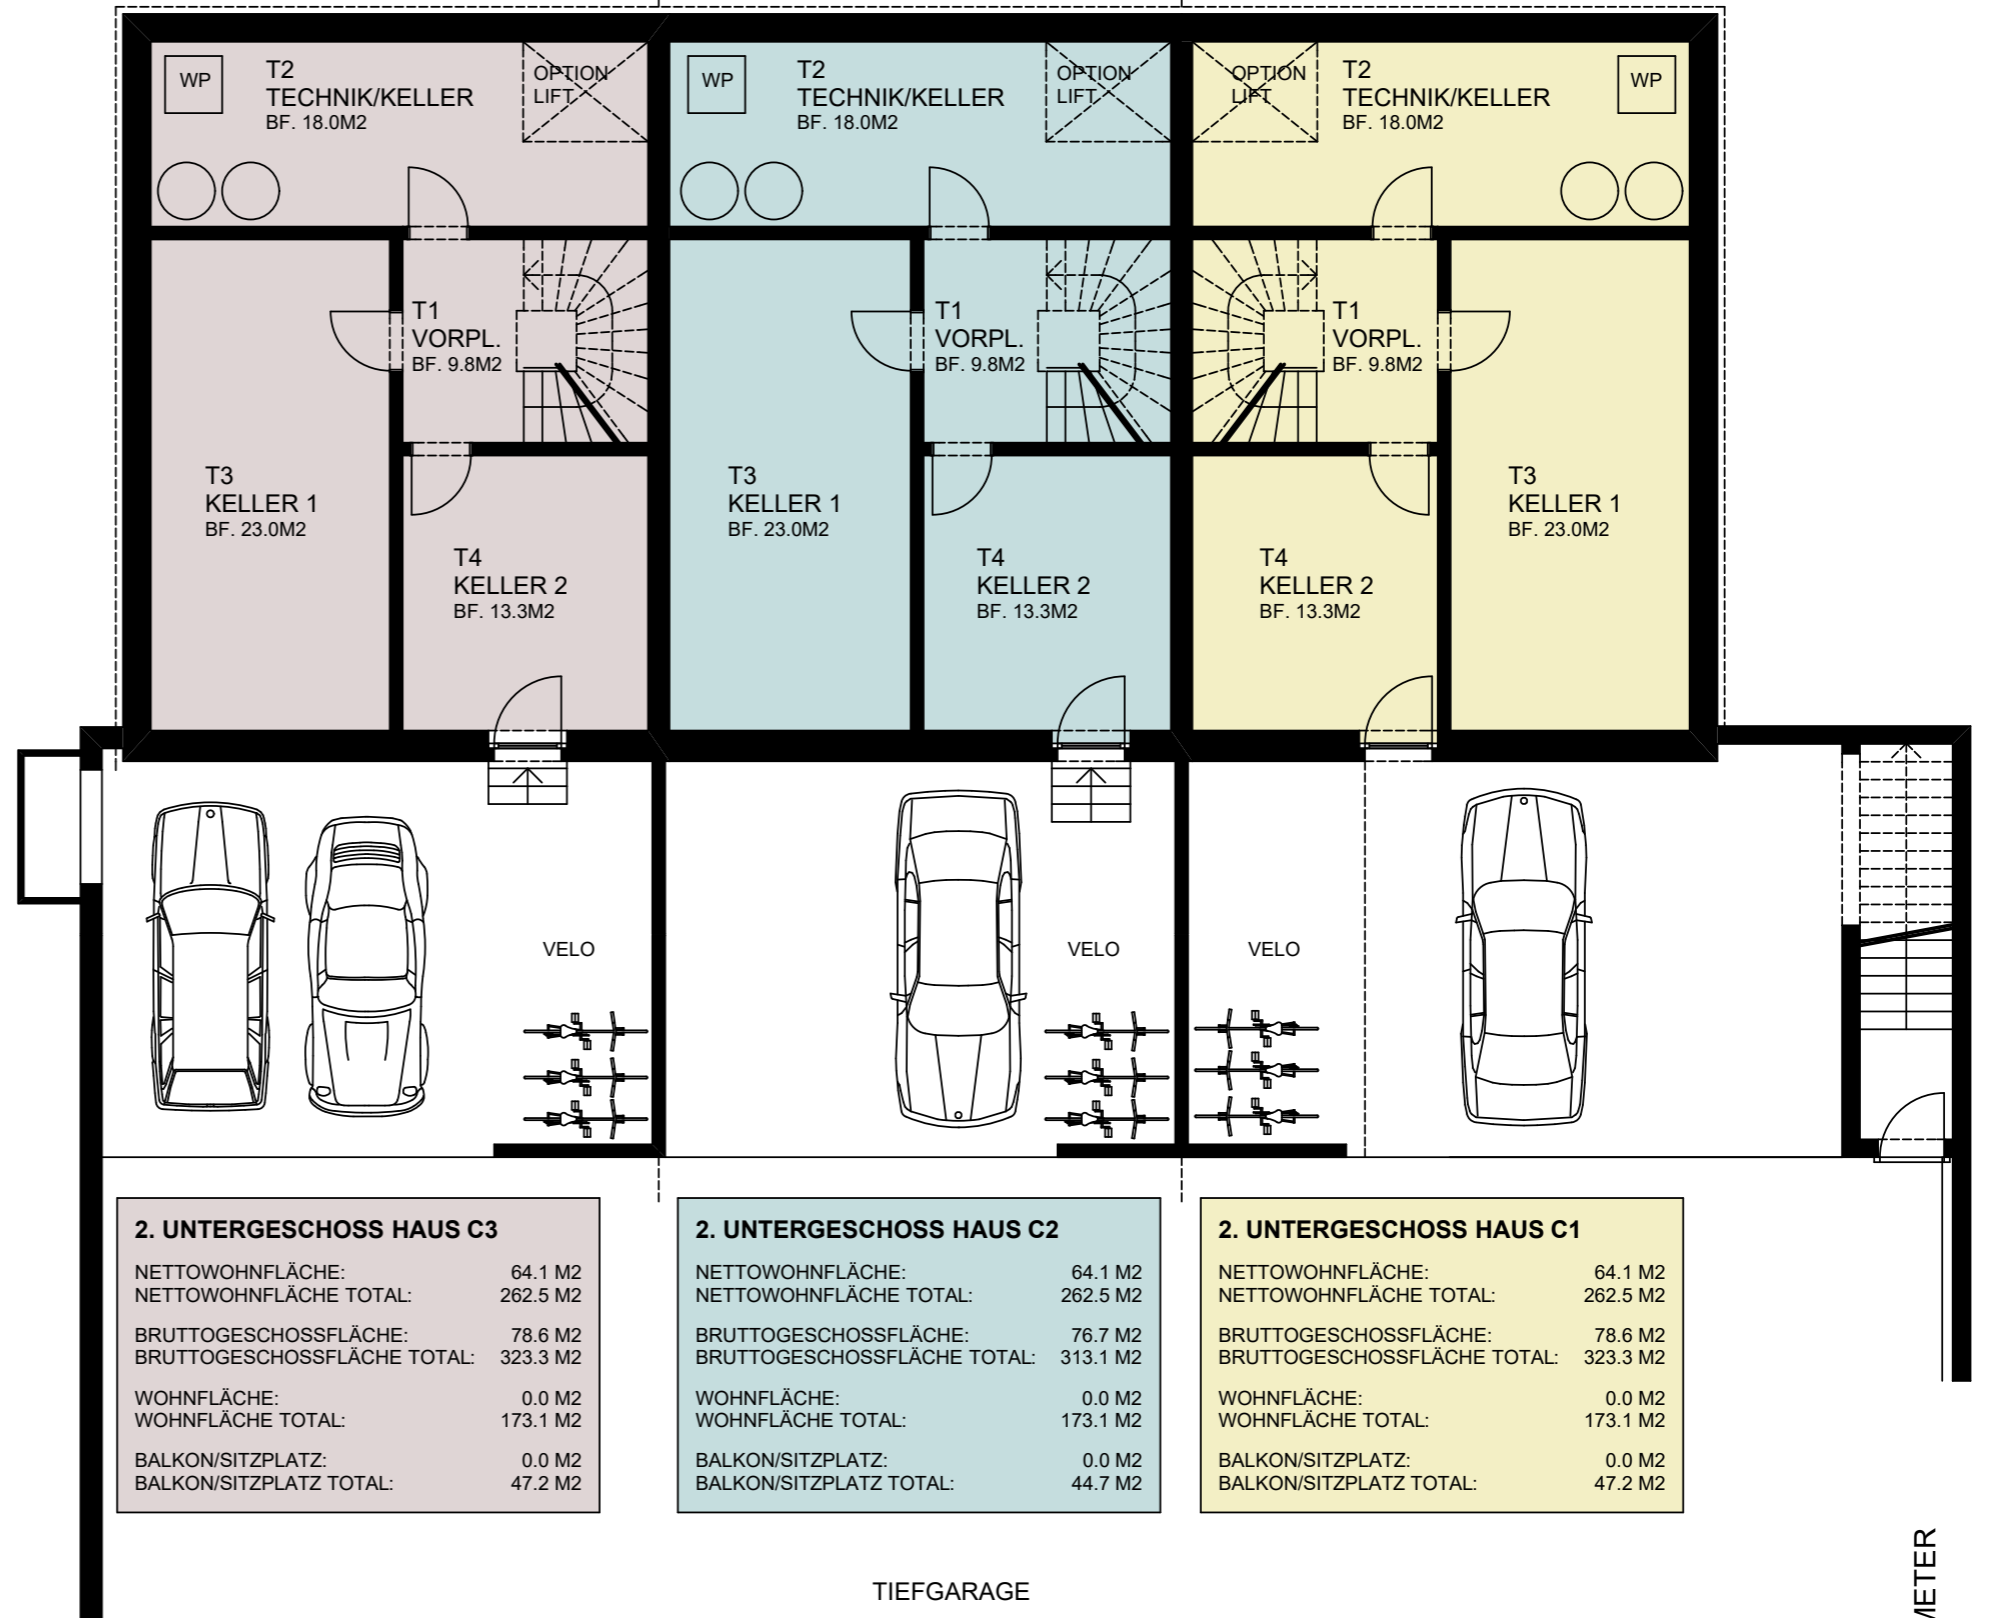 WP
T2
TECHNIK/KELLER
BF. 18.0M2
OPTION
LIFT
WP
T2
TECHNIK/KELLER
BF. 18.0M2
OPTION
LIFT
OPTION
LIFT
T2
TECHNIK/KELLER
BF. 18.0M2
WP
T1
VORPL.
BF. 9.8M2
T1
VORPL.
BF. 9.8M2
T1
VORPL.
BF. 9.8M2
T3
KELLER 1
BF. 23.0M2
T4
KELLER 2
BF. 13.3M2
T3
KELLER 1
BF. 23.0M2
T4
KELLER 2
BF. 13.3M2
T4
KELLER 2
BF. 13.3M2
T3
KELLER 1
BF. 23.0M2
VELO
VELO
VELO
2. UNTERGESCHOSS HAUS C3
NETTOWOHNFLÄCHE: 64.1 M2
NETTOWOHNFLÄCHE TOTAL: 262.5 M2
BRUTTOGESCHOSSFLÄCHE: 78.6 M2
BRUTTOGESCHOSSFLÄCHE TOTAL: 323.3 M2
WOHNFLÄCHE: 0.0 M2
WOHNFLÄCHE TOTAL: 173.1 M2
BALKON/SITZPLATZ: 0.0 M2
BALKON/SITZPLATZ TOTAL: 47.2 M2
2. UNTERGESCHOSS HAUS C2
NETTOWOHNFLÄCHE: 64.1 M2
NETTOWOHNFLÄCHE TOTAL: 262.5 M2
BRUTTOGESCHOSSFLÄCHE: 76.7 M2
BRUTTOGESCHOSSFLÄCHE TOTAL: 313.1 M2
WOHNFLÄCHE: 0.0 M2
WOHNFLÄCHE TOTAL: 173.1 M2
BALKON/SITZPLATZ: 0.0 M2
BALKON/SITZPLATZ TOTAL: 44.7 M2
2. UNTERGESCHOSS HAUS C1
NETTOWOHNFLÄCHE: 64.1 M2
NETTOWOHNFLÄCHE TOTAL: 262.5 M2
BRUTTOGESCHOSSFLÄCHE: 78.6 M2
BRUTTOGESCHOSSFLÄCHE TOTAL: 323.3 M2
WOHNFLÄCHE: 0.0 M2
WOHNFLÄCHE TOTAL: 173.1 M2
BALKON/SITZPLATZ: 0.0 M2
BALKON/SITZPLATZ TOTAL: 47.2 M2
TIEFGARAGE